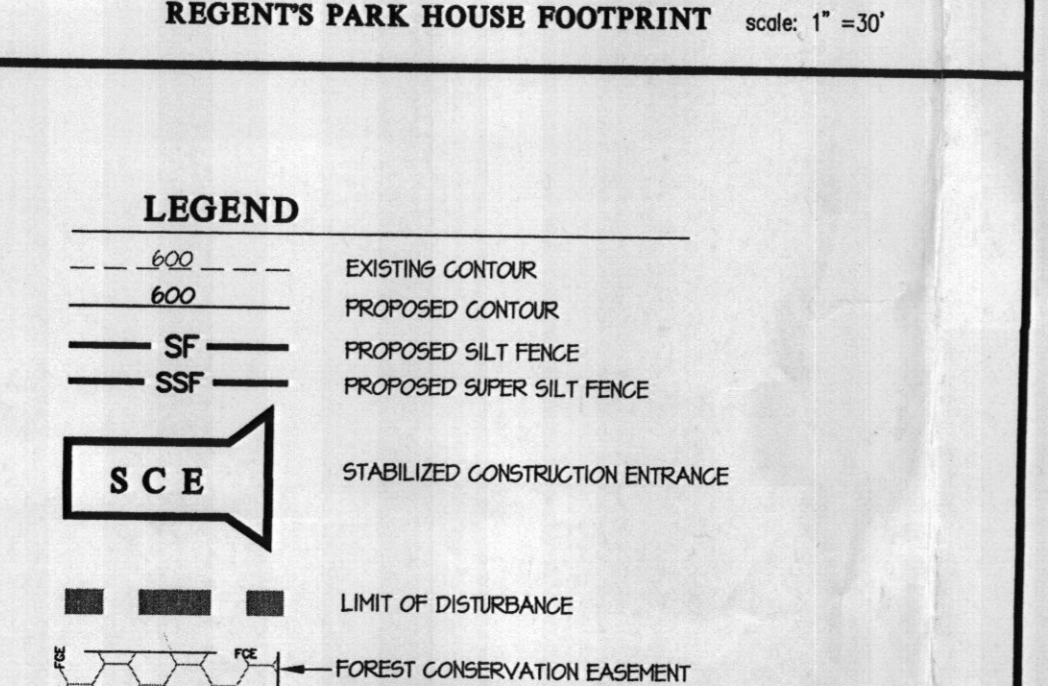 REGENT'S PARK HOUSE FOOTPRINT scale: 1" =30'
LEGEND
600 EXISTING CONTOUR
600 PROPOSED CONTOUR
SF PROPOSED SILT FENCE
SSF PROPOSED SUPER SILT FENCE
SCE STABILIZED CONSTRUCTION ENTRANCE
LIMIT OF DISTURBANCE
FCE FCE FOREST CONSERVATION EASEMENT